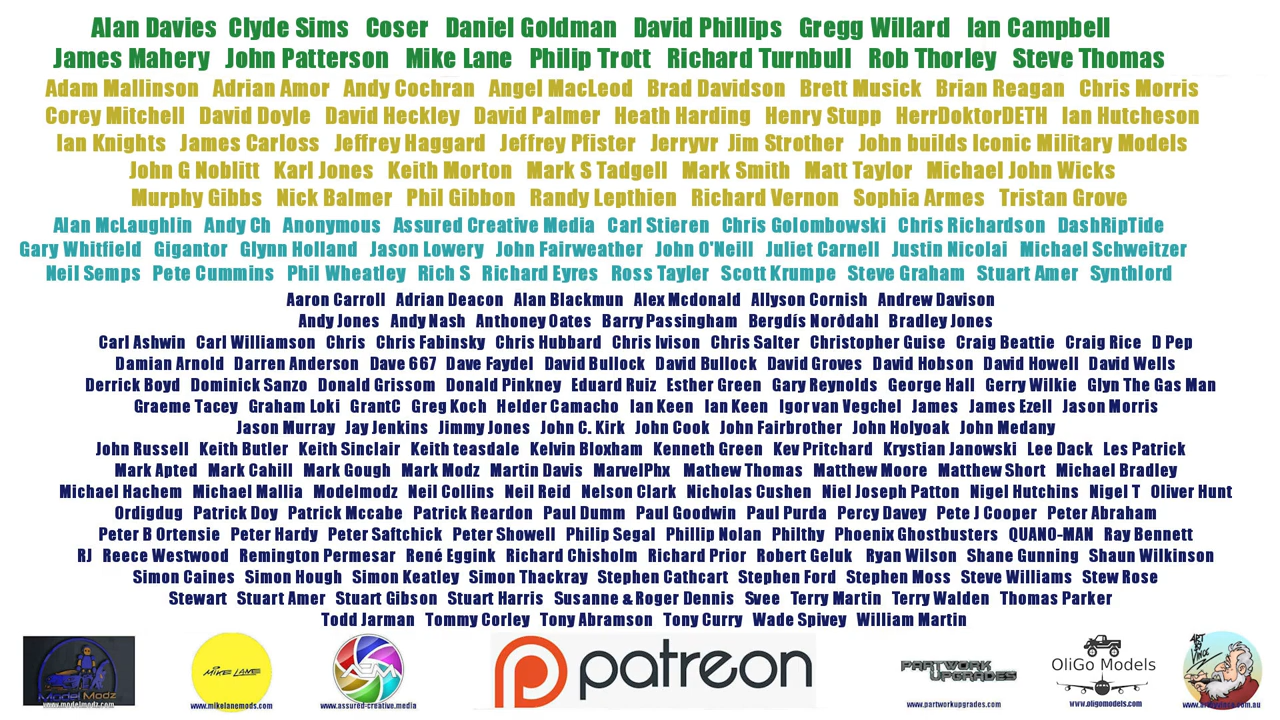 Alan Davies Clyde Sims Coser Daniel Goldman David Phillips Gregg Willard Ian Campbell
James Mahery John Patterson Mike Lane Philip Trott Richard Turnbull Rob Thorley Steve Thomas
Adam Mallinson Adrian Amor Andy Cochran Angel MacLeod Brad Davidson Brett Musick Brian Reagan Chris Morris
Corey Mitchell David Doyle David Heckley David Palmer Heath Harding Henry Stupp HerrDoktorDETH Ian Hutcheson
Ian Knights James Carloss Jeffrey Haggard Jeffrey Pfister Jerryvr Jim Strother John builds Iconic Military Models
John G Noblitt Karl Jones Keith Morton Mark S Tadgell Mark Smith Matt Taylor Michael John Wicks
Murphy Gibbs Nick Balmer Phil Gibbon Randy Lepthien Richard Vernon Sophia Armes Tristan Grove
Alan McLaughlin Andy Ch Anonymous Assured Creative Media Carl Stieren Chris Golombowski Chris Richardson DashRipTide
Gary Whitfield Gigantor Glynn Holland Jason Lowery John Fairweather John O'Neill Juliet Carnell Justin Nicolai Michael Schweitzer
Neil Semps Pete Cummins Phil Wheatley Rich S Richard Eyres Ross Tayler Scott Krumpe Steve Graham Stuart Amer Synthlord
Aaron Carroll Adrian Deacon Alan Blackmun Alex Mcdonald Allyson Cornish Andrew Davison
Andy Jones Andy Nash Anthoney Oates Barry Passingham Bergdís Norðdahl Bradley Jones
Carl Ashwin Carl Williamson Chris Chris Fabinsky Chris Hubbard Chris Ivison Chris Salter Christopher Guise Craig Beattie Craig Rice D Pep
Damian Arnold Darren Anderson Dave 667 Dave Faydel David Bullock David Bullock David Groves David Hobson David Howell David Wells
Derrick Boyd Dominick Sanzo Donald Grissom Donald Pinkney Eduard Ruiz Esther Green Gary Reynolds George Hall Gerry Wilkie Glyn The Gas Man
Graeme Tacey Graham Loki GrantC Greg Koch Helder Camacho Ian Keen Ian Keen Igor van Vegchel James James Ezell Jason Morris
Jason Murray Jay Jenkins Jimmy Jones John C. Kirk John Cook John Fairbrother John Holyoak John Medany
John Russell Keith Butler Keith Sinclair Keith teasdale Kelvin Bloxham Kenneth Green Kev Pritchard Krystian Janowski Lee Dack Les Patrick
Mark Apted Mark Cahill Mark Gough Mark Modz Martin Davis MarvelPhx Mathew Thomas Matthew Moore Matthew Short Michael Bradley
Michael Hachem Michael Mallia Modelmodz Neil Collins Neil Reid Nelson Clark Nicholas Cushen Niel Joseph Patton Nigel Hutchins Nigel T Oliver Hunt
Ordigdug Patrick Doy Patrick Mccabe Patrick Reardon Paul Dumm Paul Goodwin Paul Purda Percy Davey Pete J Cooper Peter Abraham
Peter B Ortensie Peter Hardy Peter Saftchick Peter Showell Philip Segal Phillip Nolan Philthy Phoenix Ghostbusters QUANO-MAN Ray Bennett
RJ Reece Westwood Remington Permesar René Eggink Richard Chisholm Richard Prior Robert Geluk Ryan Wilson Shane Gunning Shaun Wilkinson
Simon Caines Simon Hough Simon Keatley Simon Thackray Stephen Cathcart Stephen Ford Stephen Moss Steve Williams Stew Rose
Stewart Stuart Amer Stuart Gibson Stuart Harris Susanne & Roger Dennis Svee Terry Martin Terry Walden Thomas Parker
Todd Jarman Tommy Corley Tony Abramson Tony Curry Wade Spivey William Martin
Model Modz
www.modelmodz.com
MIKE LANE
www.mikelanemods.com
ACM
www.assured-creative.media
patreon
PARTWORK UPGRADES
www.partworkupgrades.com
OliGo Models
www.oligomodels.com
ART BY VINCE